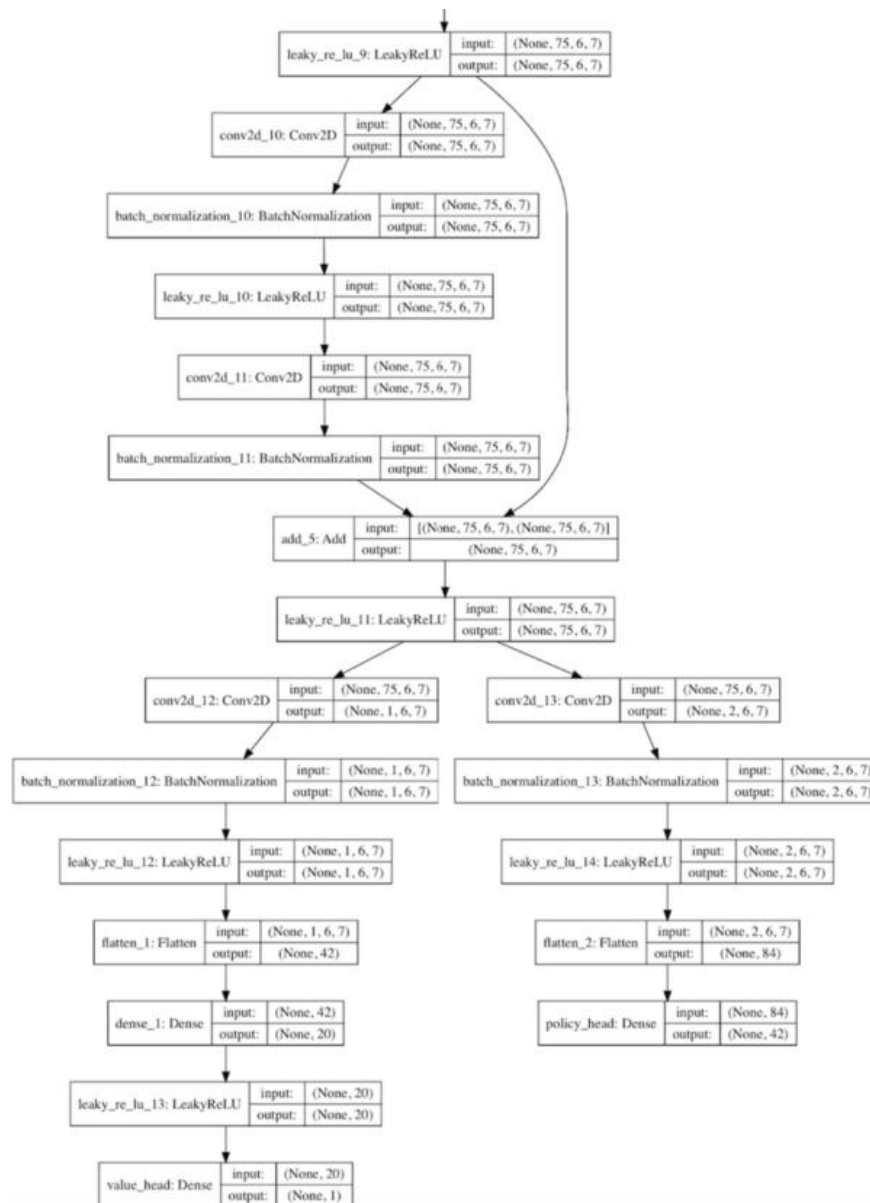 leaky_re_lu_9: LeakyReLU input: (None, 75, 6, 7)
output: (None, 75, 6, 7)
conv2d_10: Conv2D input: (None, 75, 6, 7)
output: (None, 75, 6, 7)
batch_normalization_10: BatchNormalization input: (None, 75, 6, 7)
output: (None, 75, 6, 7)
leaky_re_lu_10: LeakyReLU input: (None, 75, 6, 7)
output: (None, 75, 6, 7)
conv2d_11: Conv2D input: (None, 75, 6, 7)
output: (None, 75, 6, 7)
batch_normalization_11: BatchNormalization input: (None, 75, 6, 7)
output: (None, 75, 6, 7)
add_5: Add input: [(None, 75, 6, 7), (None, 75, 6, 7)]
output: (None, 75, 6, 7)
leaky_re_lu_11: LeakyReLU input: (None, 75, 6, 7)
output: (None, 75, 6, 7)
conv2d_12: Conv2D input: (None, 75, 6, 7)
output: (None, 1, 6, 7)
conv2d_13: Conv2D input: (None, 75, 6, 7)
output: (None, 2, 6, 7)
batch_normalization_12: BatchNormalization input: (None, 1, 6, 7)
output: (None, 1, 6, 7)
batch_normalization_13: BatchNormalization input: (None, 2, 6, 7)
output: (None, 2, 6, 7)
leaky_re_lu_12: LeakyReLU input: (None, 1, 6, 7)
output: (None, 1, 6, 7)
leaky_re_lu_14: LeakyReLU input: (None, 2, 6, 7)
output: (None, 2, 6, 7)
flatten_1: Flatten input: (None, 1, 6, 7)
output: (None, 42)
flatten_2: Flatten input: (None, 2, 6, 7)
output: (None, 84)
dense_1: Dense input: (None, 42)
output: (None, 20)
policy_head: Dense input: (None, 84)
output: (None, 42)
leaky_re_lu_13: LeakyReLU input: (None, 20)
output: (None, 20)
value_head: Dense input: (None, 20)
output: (None, 1)